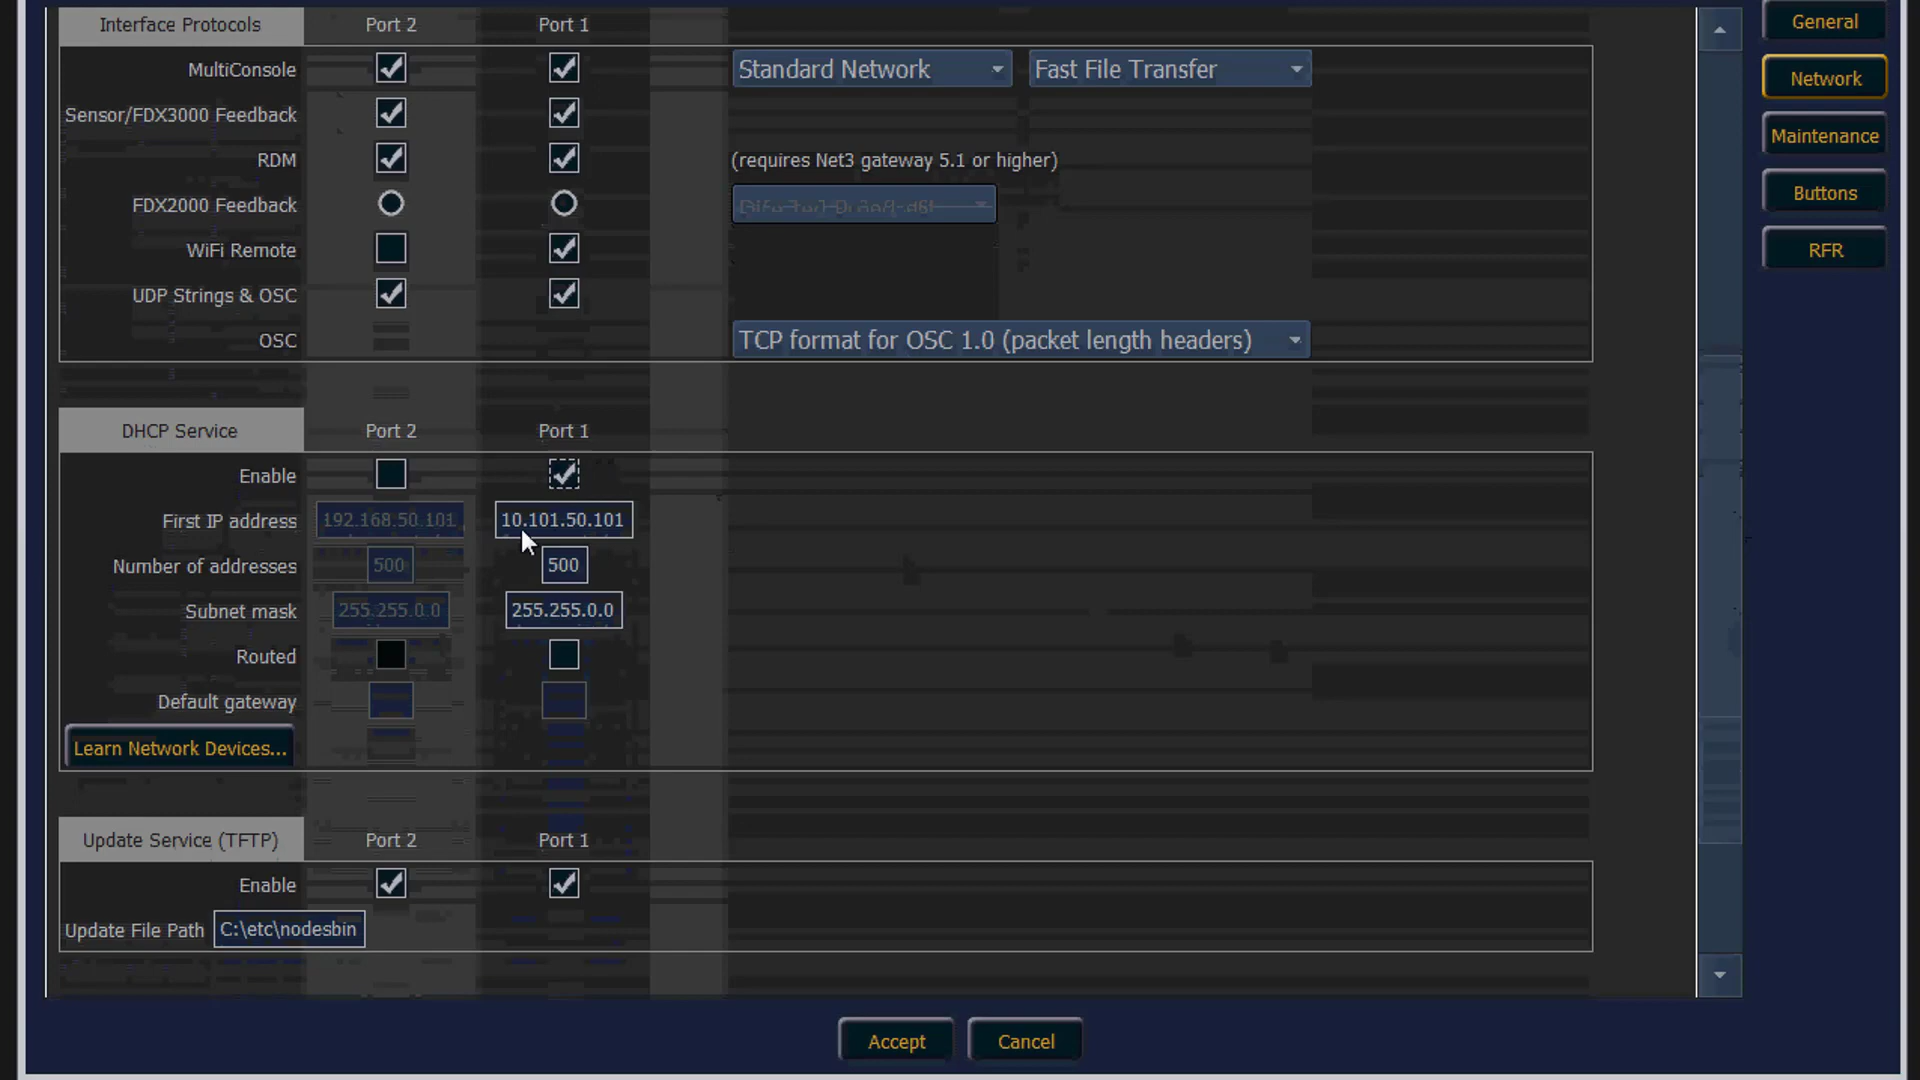 Interface Protocols Port 2 Port 1
MultiConsole Standard Network Fast File Transfer
Sensor/FDX3000 Feedback
RDM (requires Net3 gateway 5.1 or higher)
FDX2000 Feedback
WiFi Remote
UDP Strings & OSC
OSC TCP format for OSC 1.0 (packet length headers)
DHCP Service Port 2 Port 1
Enable
First IP address 192.168.50.101 10.101.50.101
Number of addresses 500 500
Subnet mask 255.255.0.0 255.255.0.0
Routed
Default gateway
Learn Network Devices...
Update Service (TFTP) Port 2 Port 1
Enable
Update File Path C:\etc\nodesbin
General
Network
Maintenance
Buttons
RFR
Accept Cancel